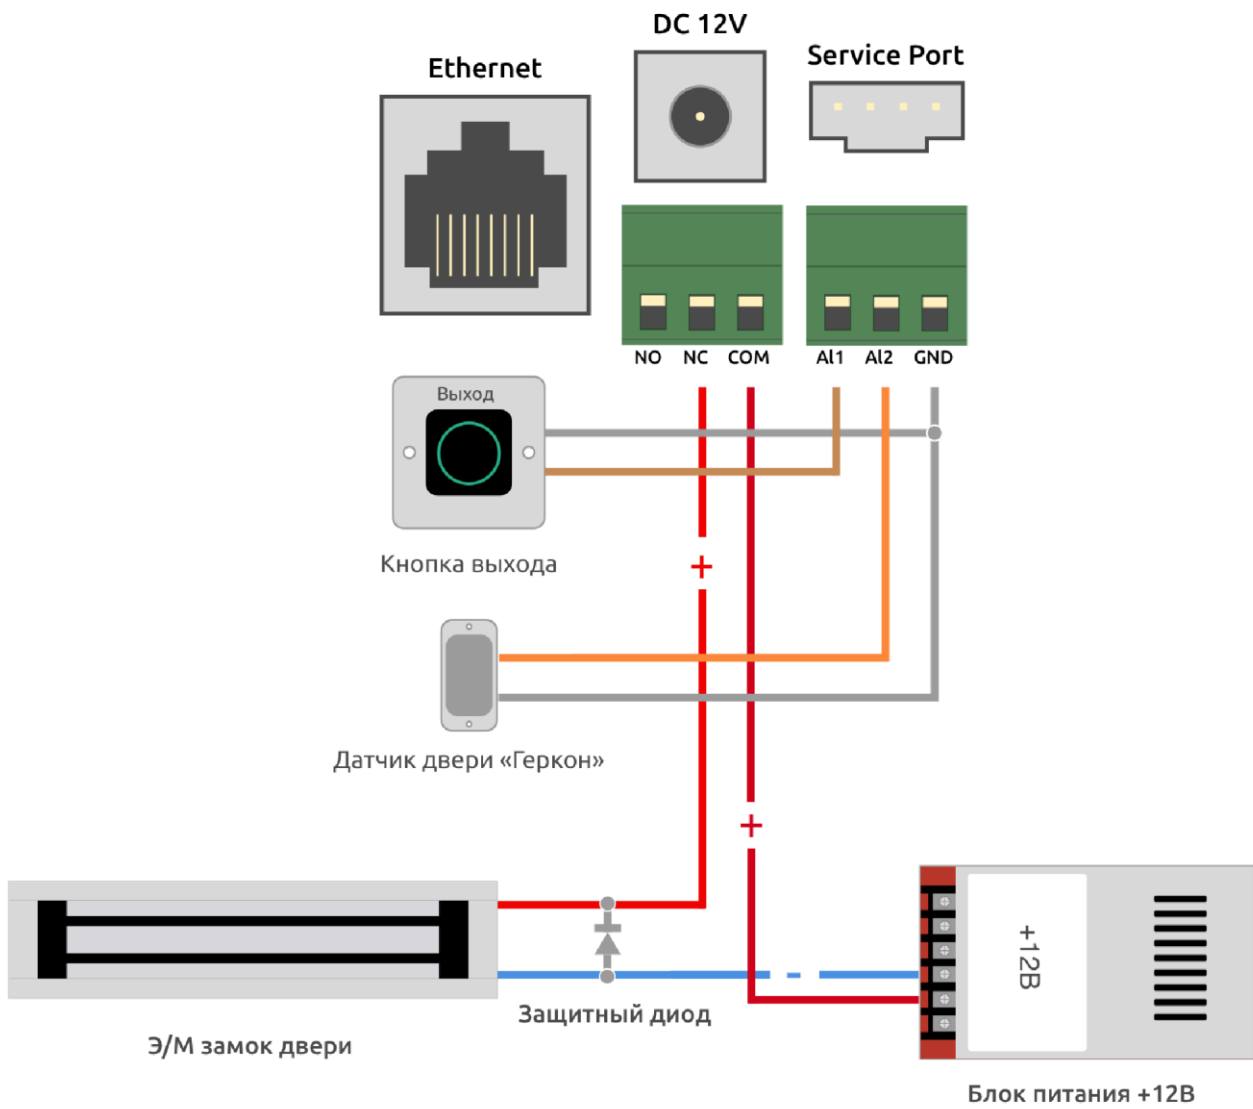 DC 12V
Ethernet
Service Port
NO NC COM
Al1 Al2 GND
Выход
Кнопка выхода
+
Датчик двери «Геркон»
+
+12В
Защитный диод
Э/М замок двери
Блок питания +12В